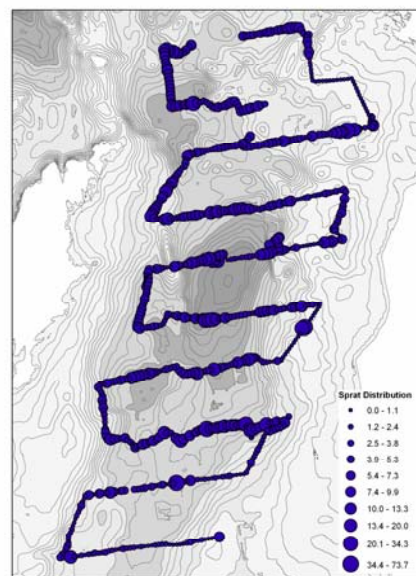 Sprat Distribution
0.0 - 1.1
1.2 - 2.4
2.5 - 3.8
3.9 - 5.3
5.4 - 7.3
7.4 - 9.9
10.0 - 13.3
13.4 - 20.0
20.1 - 34.3
34.4 - 73.7